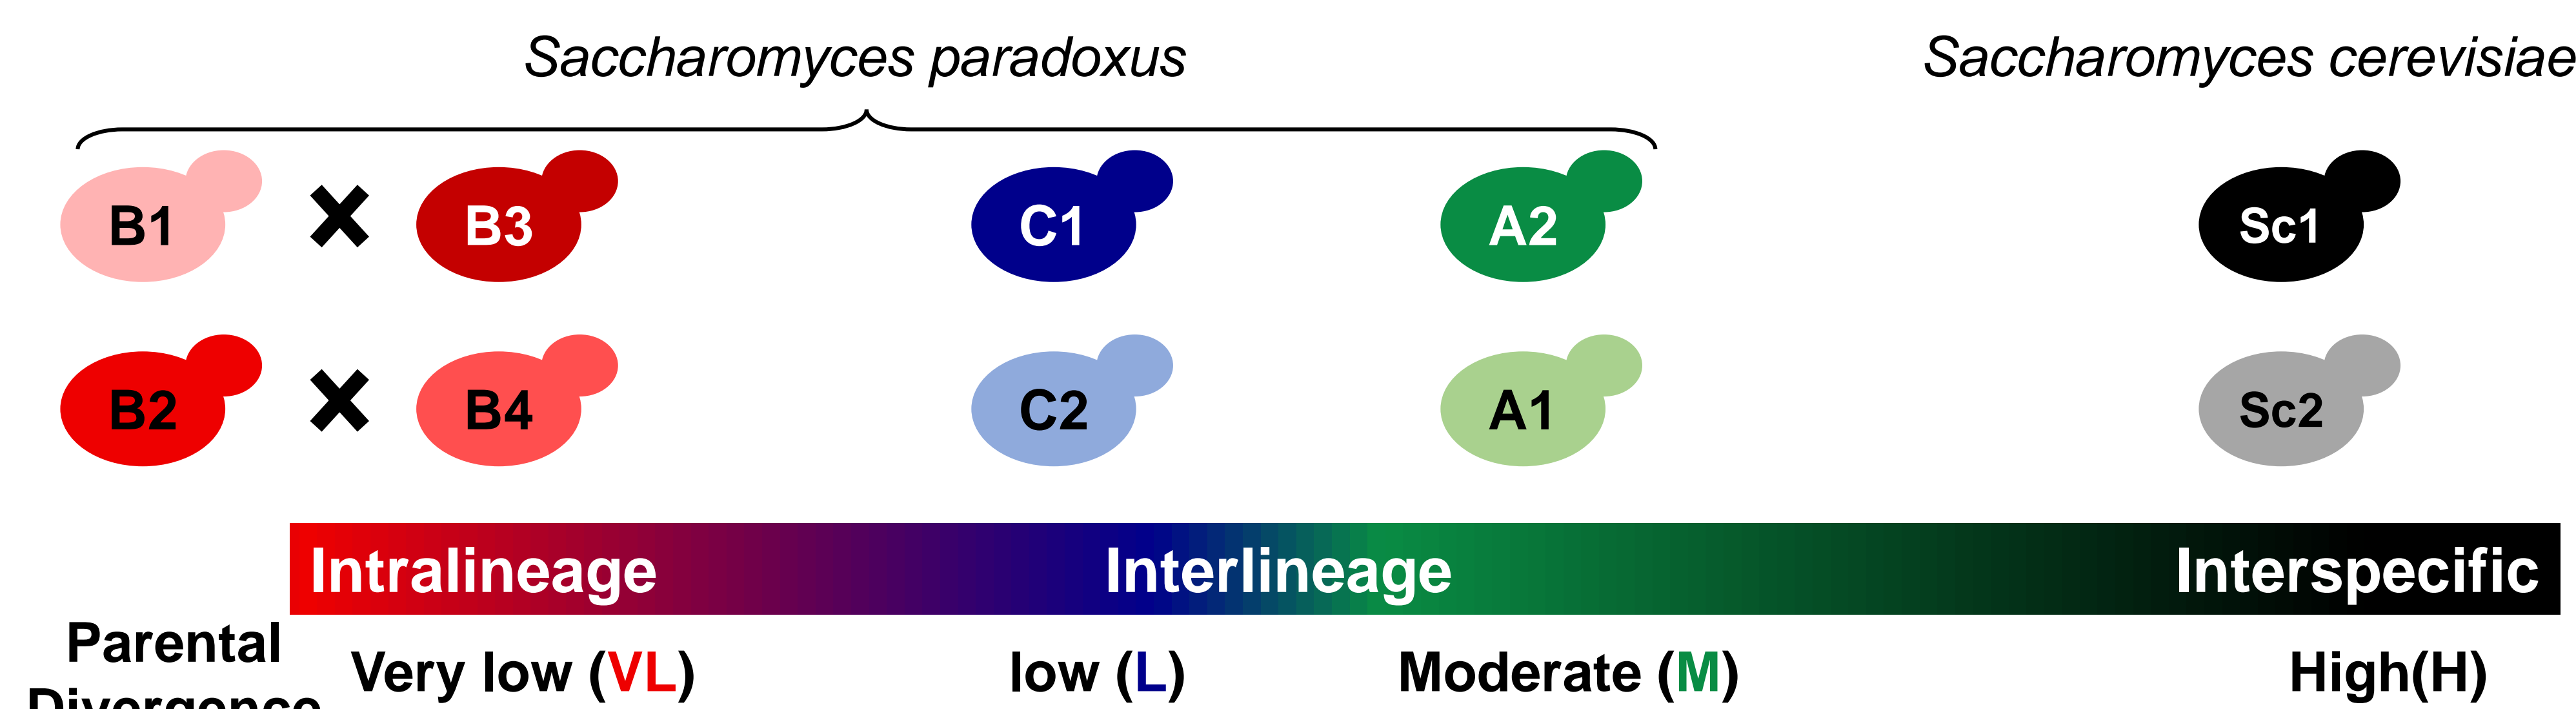 Saccharomyces paradoxus Saccharomyces cerevisiae
B1 B3 C1 A2 Sc1
B2 B4 C2 A1 Sc2
Intralineage Interlineage Interspecific
Parental
Divergence
Very low (VL) low (L) Moderate (M) High(H)